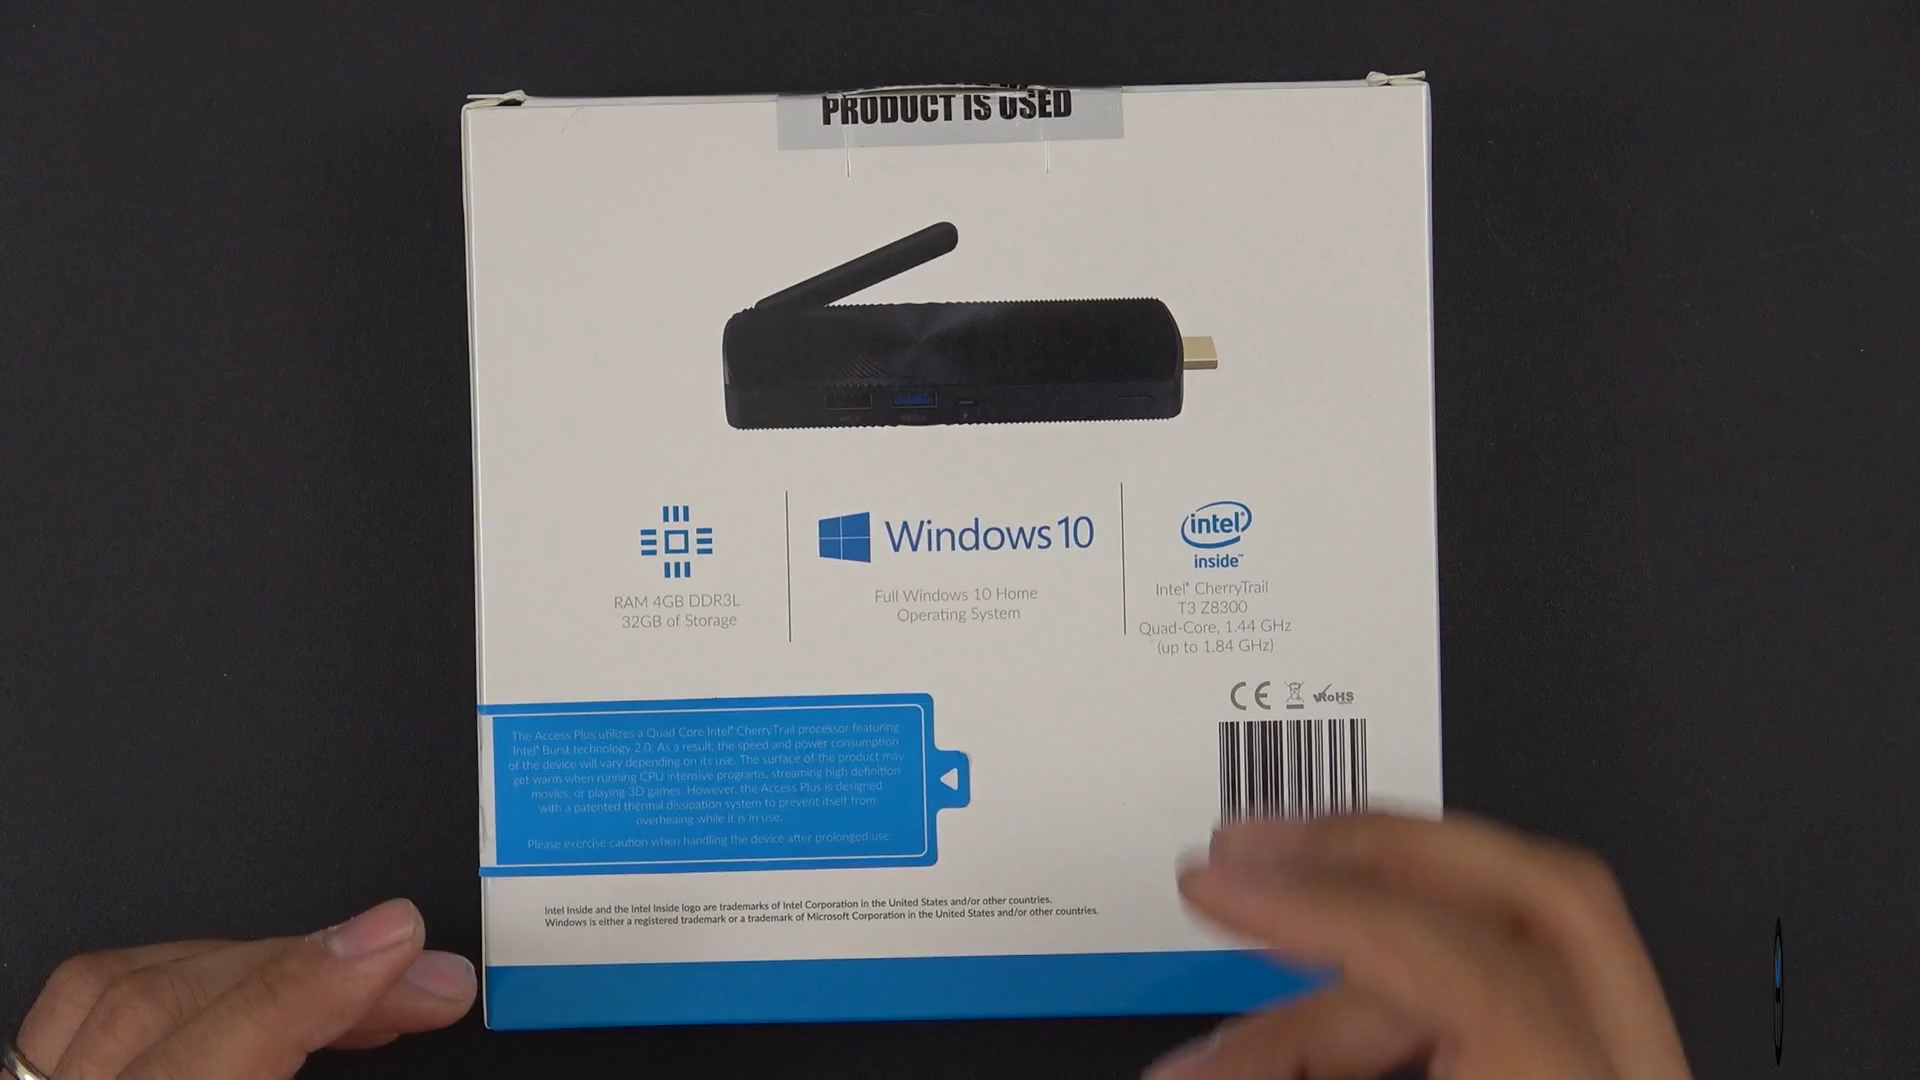 PRODUCT IS USED
RAM 4GB DDR3L
32GB of Storage
Windows 10
Full Windows 10 Home
Operating System
intel®
inside™
Intel® CherryTrail
T3 Z8300
Quad-Core, 1.44 GHz
(up to 1.84 GHz)
CE
RoHS
The Access Plus utilizes a Quad Core Intel® CherryTrail processor featuring
Intel® Burst technology 2.0. As a result, the speed and power consumption
of the device will vary depending on its use. The surface of the product may
get warm when running CPU intensive programs, streaming high definition
movies, or playing 3D games. However, the Access Plus is designed
with a patented thermal dissipation system to prevent itself from
overheaing while it is in use.
Please exercise caution when handling the device after prolonged use.
Intel Inside and the Intel Inside logo are trademarks of Intel Corporation in the United States and/or other countries.
Windows is either a registered trademark or a trademark of Microsoft Corporation in the United States and/or other countries.